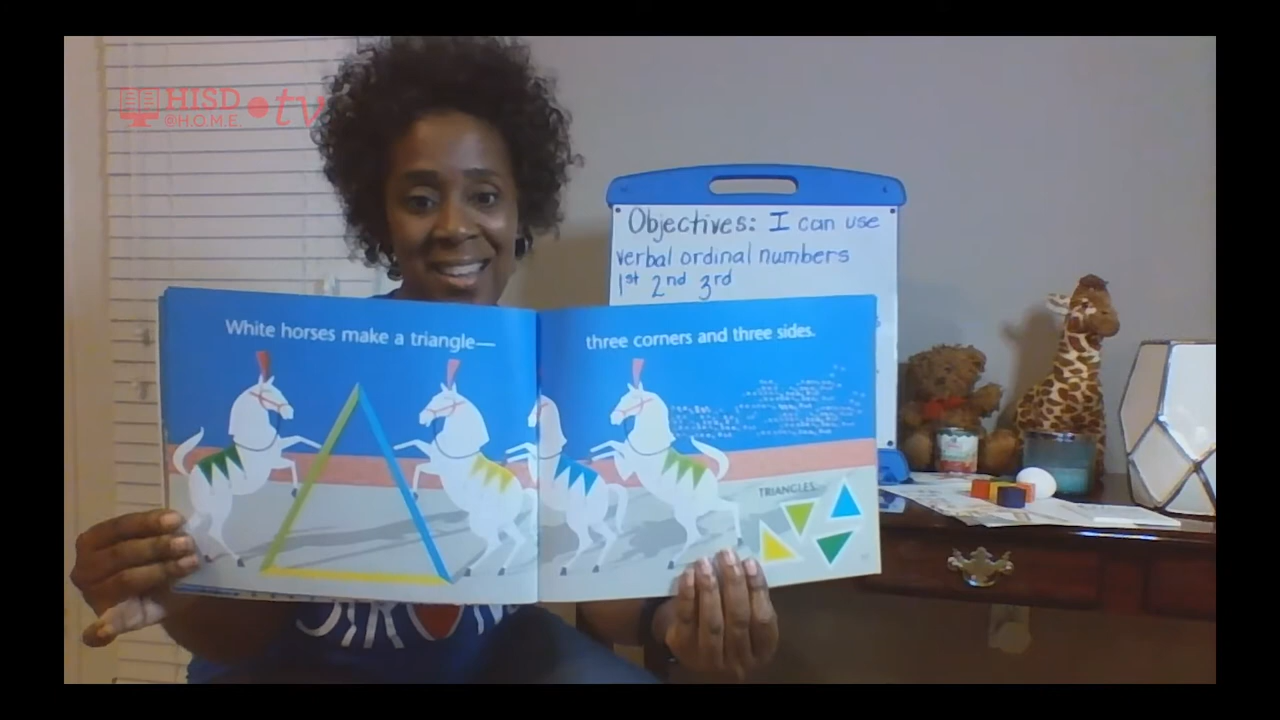 HISD
@H.O.M.E.
tv
Objectives: I can use
verbal ordinal numbers
1st 2nd 3rd
White horses make a triangle—
three corners and three sides.
TRIANGLES